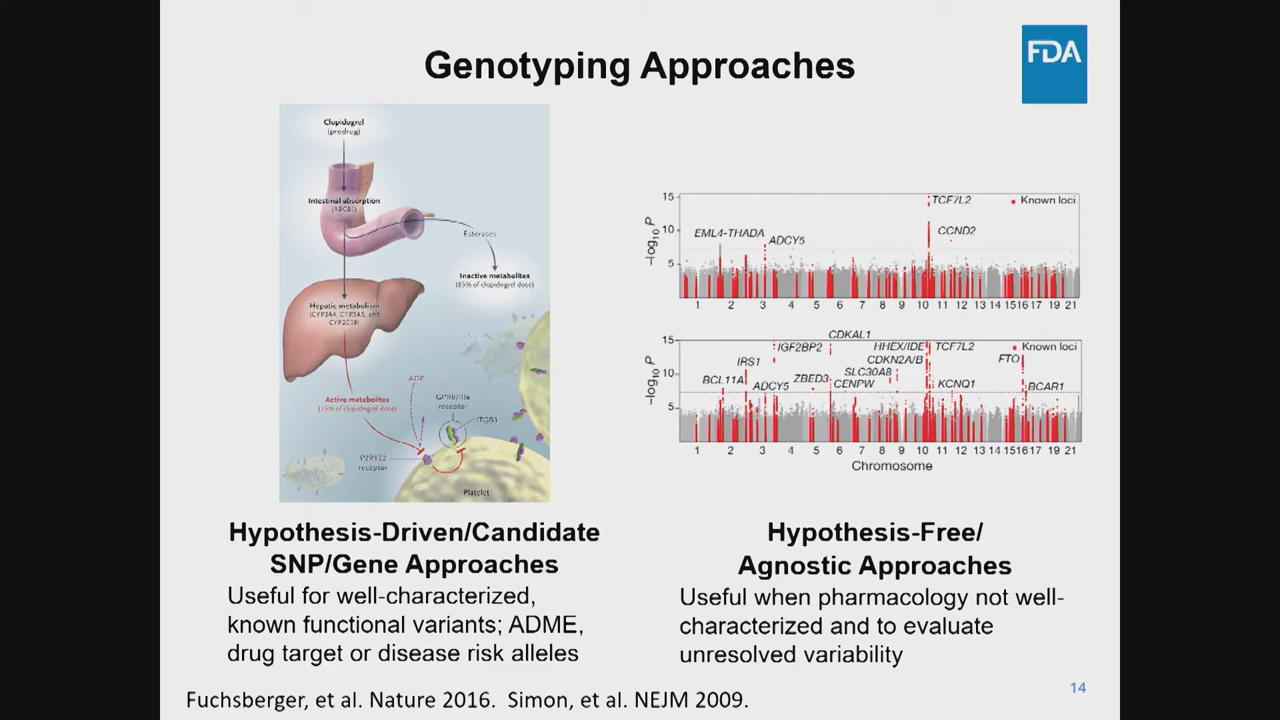 Genotyping Approaches
FDA
Clopidogrel
(prodrug)
Intestinal absorption
(ABCB1)
Esterases
Inactive metabolites
(85% of clopidogrel dose)
Hepatic metabolism
(CYP3A4, CYP3A5, and
CYP2C19)
Active metabolites
(15% of clopidogrel dose)
ADP
GPIIb/IIIa
receptor
ITGB3
P2RY12
receptor
Platelet
Hypothesis-Driven/Candidate
SNP/Gene Approaches
Useful for well-characterized,
known functional variants; ADME,
drug target or disease risk alleles
–log10 P
15
10
5
EML4-THADA
ADCY5
TCF7L2
CCND2
Known loci
1 2 3 4 5 6 7 8 9 10 11 12 13 14 15 16 17 19 21
–log10 P
15
10
5
BCL11A
IRS1
ADCY5
IGF2BP2
ZBED3
CDKAL1
CENPW
SLC30A8
CDKN2A/B
HHEX/IDE
TCF7L2
KCNQ1
FTO
BCAR1
Known loci
1 2 3 4 5 6 7 8 9 10 11 12 13 14 15 16 17 19 21
Chromosome
Hypothesis-Free/
Agnostic Approaches
Useful when pharmacology not well-
characterized and to evaluate
unresolved variability
Fuchsberger, et al. Nature 2016. Simon, et al. NEJM 2009.
14